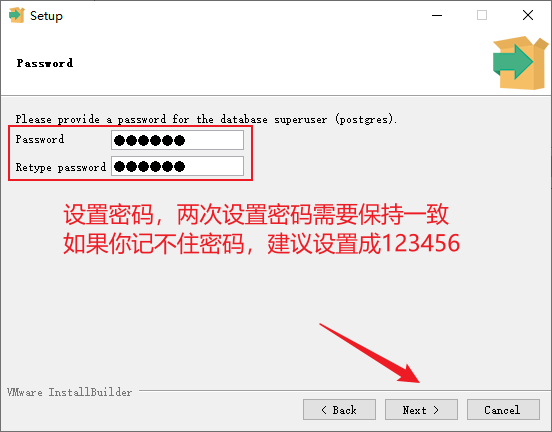 Setup
Password
Please provide a password for the database superuser (postgres).
Password ●●●●●●
Retype password ●●●●●●
设置密码，两次设置密码需要保持一致
如果你记不住密码，建议设置成123456
VMware InstallBuilder
< Back Next > Cancel